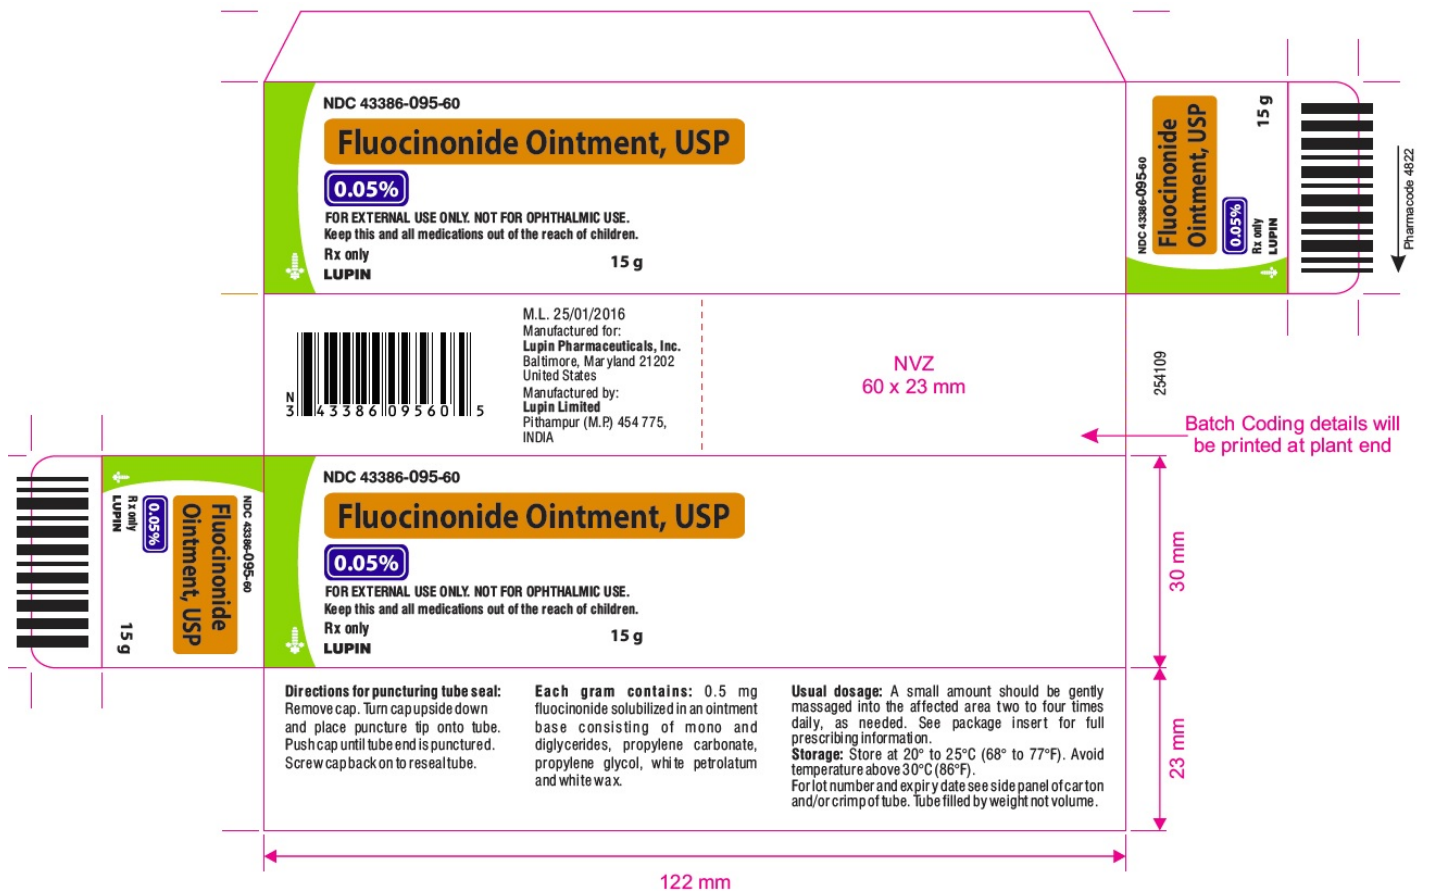 NDC 43386-095-60
Fluocinonide Ointment, USP
0.05%
FOR EXTERNAL USE ONLY. NOT FOR OPHTHALMIC USE.
Keep this and all medications out of the reach of children.
Rx only
15 g
LUPIN
NDC 43386-095-60
Fluocinonide
Ointment, USP
0.05%
Rx only
LUPIN
15 g
Pharmacode 4822
N
3 43386 09560 5
M.L. 25/01/2016
Manufactured for:
Lupin Pharmaceuticals, Inc.
Baltimore, Maryland 21202
United States
Manufactured by:
Lupin Limited
Pithampur (M.P.) 454 775,
INDIA
NVZ
60 x 23 mm
254109
Batch Coding details will
be printed at plant end
NDC 43386-095-60
Fluocinonide
Ointment, USP
0.05%
Rx only
LUPIN
15 g
NDC 43386-095-60
Fluocinonide Ointment, USP
0.05%
FOR EXTERNAL USE ONLY. NOT FOR OPHTHALMIC USE.
Keep this and all medications out of the reach of children.
Rx only
15 g
LUPIN
30 mm
Directions for puncturing tube seal:
Remove cap. Turn cap upside down
and place puncture tip onto tube.
Push cap until tube end is punctured.
Screw cap back on to reseal tube.
Each gram contains: 0.5 mg
fluocinonide solubilized in an ointment
base consisting of mono and
diglycerides, propylene carbonate,
propylene glycol, white petrolatum
and white wax.
Usual dosage: A small amount should be gently
massaged into the affected area two to four times
daily, as needed. See package insert for full
prescribing information.
Storage: Store at 20° to 25°C (68° to 77°F). Avoid
temperature above 30°C (86°F).
For lot number and expiry date see side panel of carton
and/or crimp of tube. Tube filled by weight not volume.
23 mm
122 mm